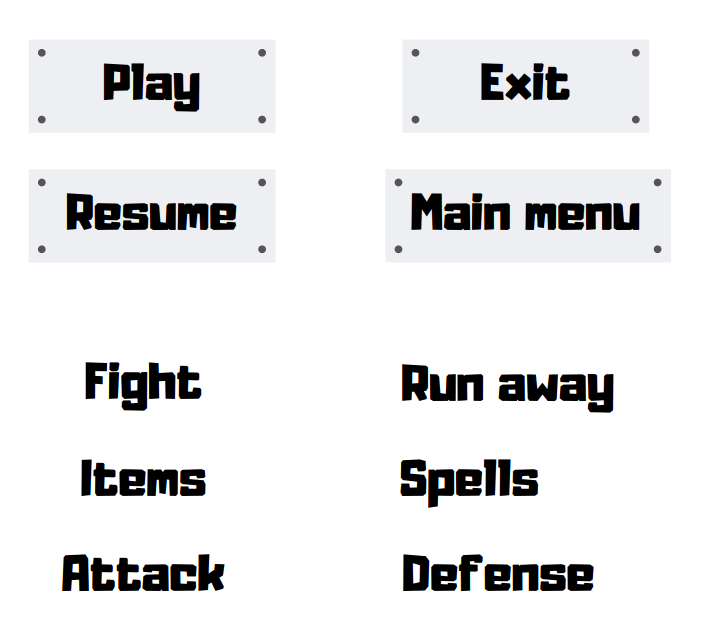 Play
Exit
Resume
Main menu
Fight
Run away
Items
Spells
Attack
Defense